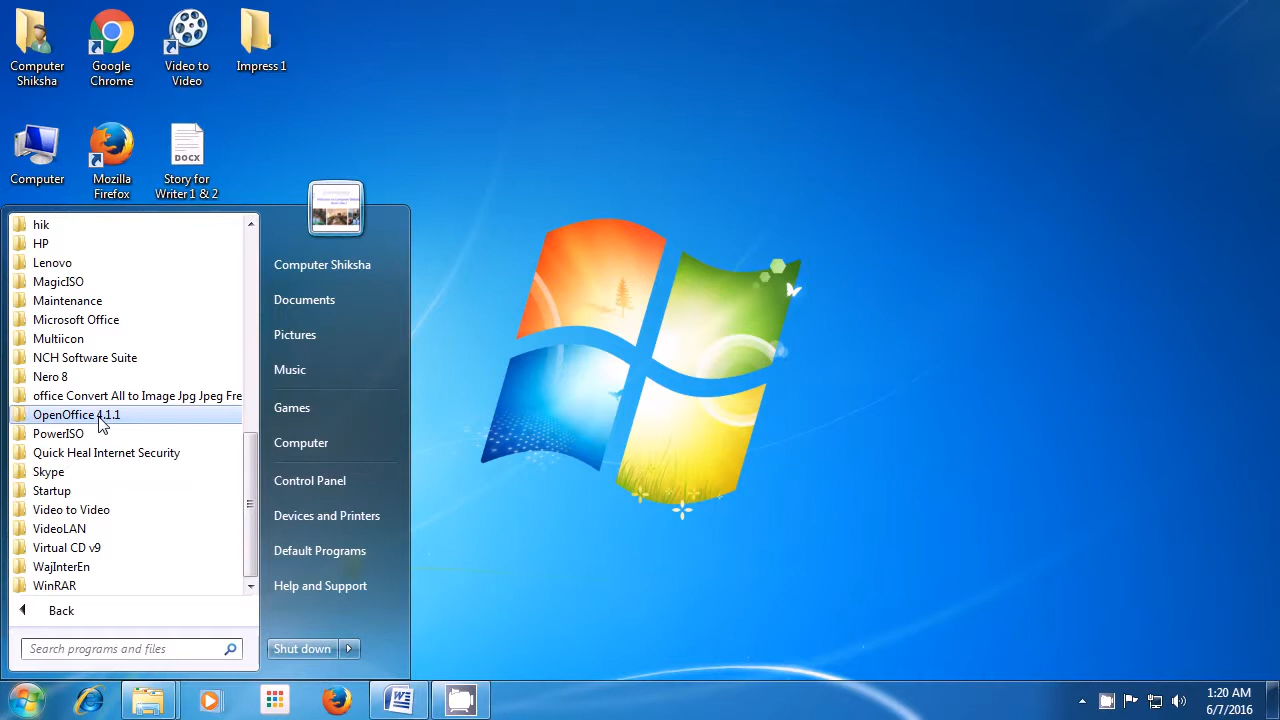 Computer
Shiksha
Google
Chrome
Video to
Video
Impress 1
Computer
Mozilla
Firefox
DOCX
Story for
Writer 1 & 2
hik
HP
Lenovo
MagicISO
Maintenance
Microsoft Office
Multiicon
NCH Software Suite
Nero 8
office Convert All to Image Jpg Jpeg Fre
OpenOffice 4.1.1
PowerISO
Quick Heal Internet Security
Skype
Startup
Video to Video
VideoLAN
Virtual CD v9
WajInterEn
WinRAR
Back
Search programs and files
Computer Shiksha
Documents
Pictures
Music
Games
Computer
Control Panel
Devices and Printers
Default Programs
Help and Support
Shut down
1:20 AM
6/7/2016